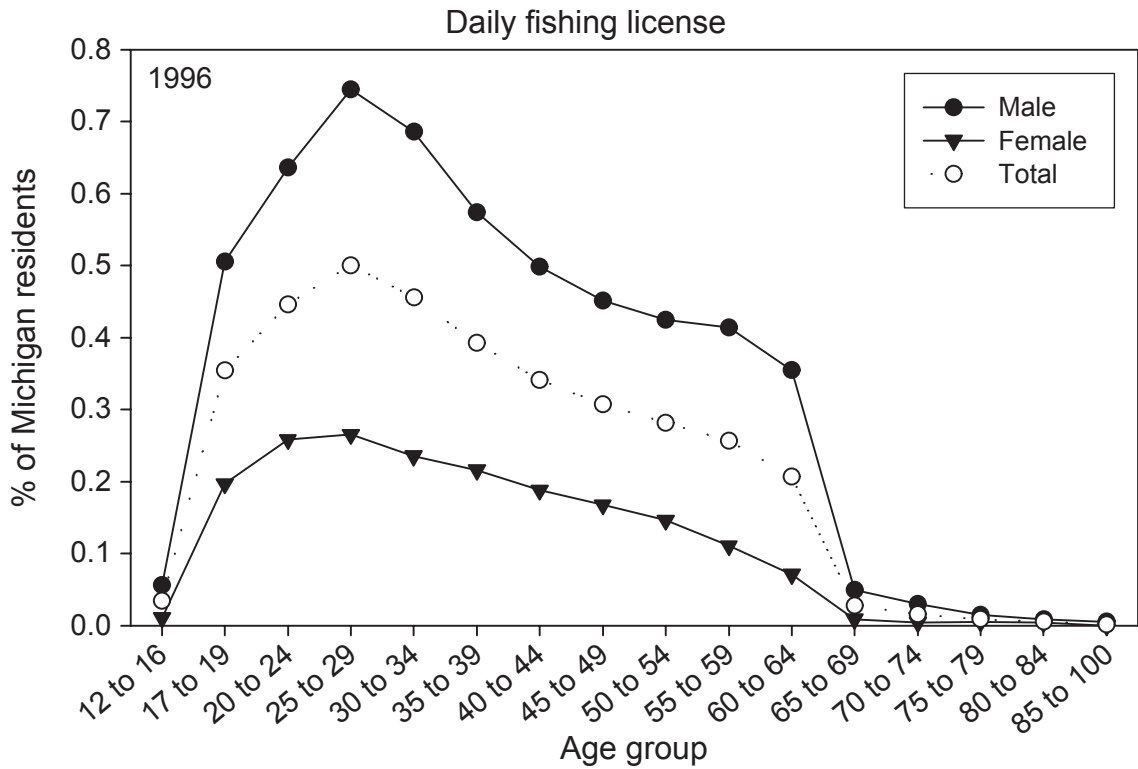 Daily fishing license
1996
Male
Female
Total
% of Michigan residents
0.8
0.7
0.6
0.5
0.4
0.3
0.2
0.1
0.0
12 to 16
17 to 19
20 to 24
25 to 29
30 to 34
35 to 39
40 to 44
45 to 49
50 to 54
55 to 59
60 to 64
65 to 69
70 to 74
75 to 79
80 to 84
85 to 100
Age group